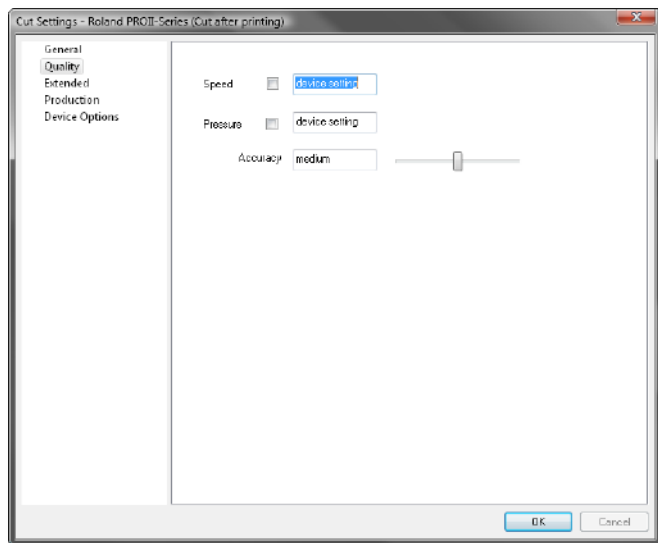 Cut Settings - Roland PROII-Series (Cut after printing)
General
Quality
Extended
Production
Device Options
Speed device setting
Pressure device setting
Accuracy medium
OK Cancel